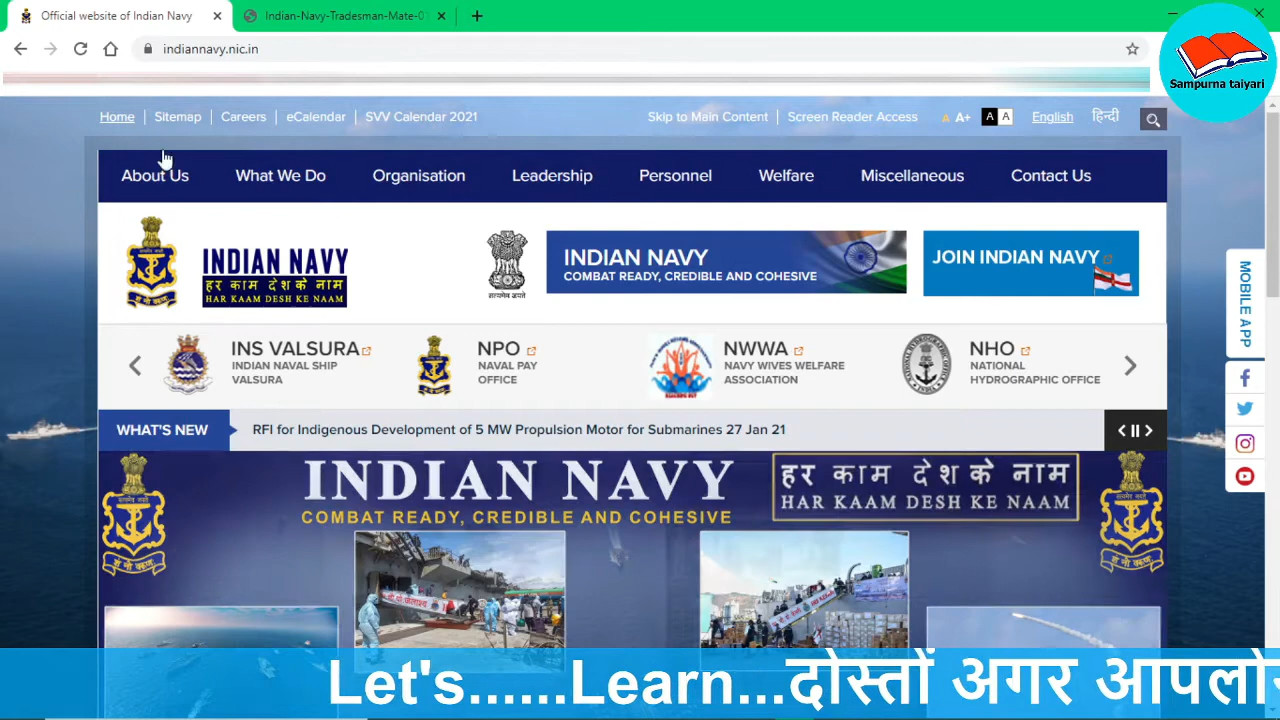 Official website of Indian Navy
Indian-Navy-Tradesman-Mate-01
indiannavy.nic.in
Sampurna taiyari
Home
Sitemap
Careers
eCalendar
SVV Calendar 2021
Skip to Main Content
Screen Reader Access
A A+
A A
English
हिन्दी
About Us
What We Do
Organisation
Leadership
Personnel
Welfare
Miscellaneous
Contact Us
INDIAN NAVY
हर काम देश के नाम
HAR KAAM DESH KE NAAM
सत्यमेव जयते
INDIAN NAVY
COMBAT READY, CREDIBLE AND COHESIVE
JOIN INDIAN NAVY
MOBILE APP
INS VALSURA
INDIAN NAVAL SHIP
VALSURA
NPO
NAVAL PAY
OFFICE
NWWA
NAVY WIVES WELFARE
ASSOCIATION
NHO
NATIONAL
HYDROGRAPHIC OFFICE
WHAT'S NEW
RFI for Indigenous Development of 5 MW Propulsion Motor for Submarines 27 Jan 21
INDIAN NAVY
COMBAT READY, CREDIBLE AND COHESIVE
हर काम देश के नाम
HAR KAAM DESH KE NAAM
Let's......Learn...दोस्तों अगर